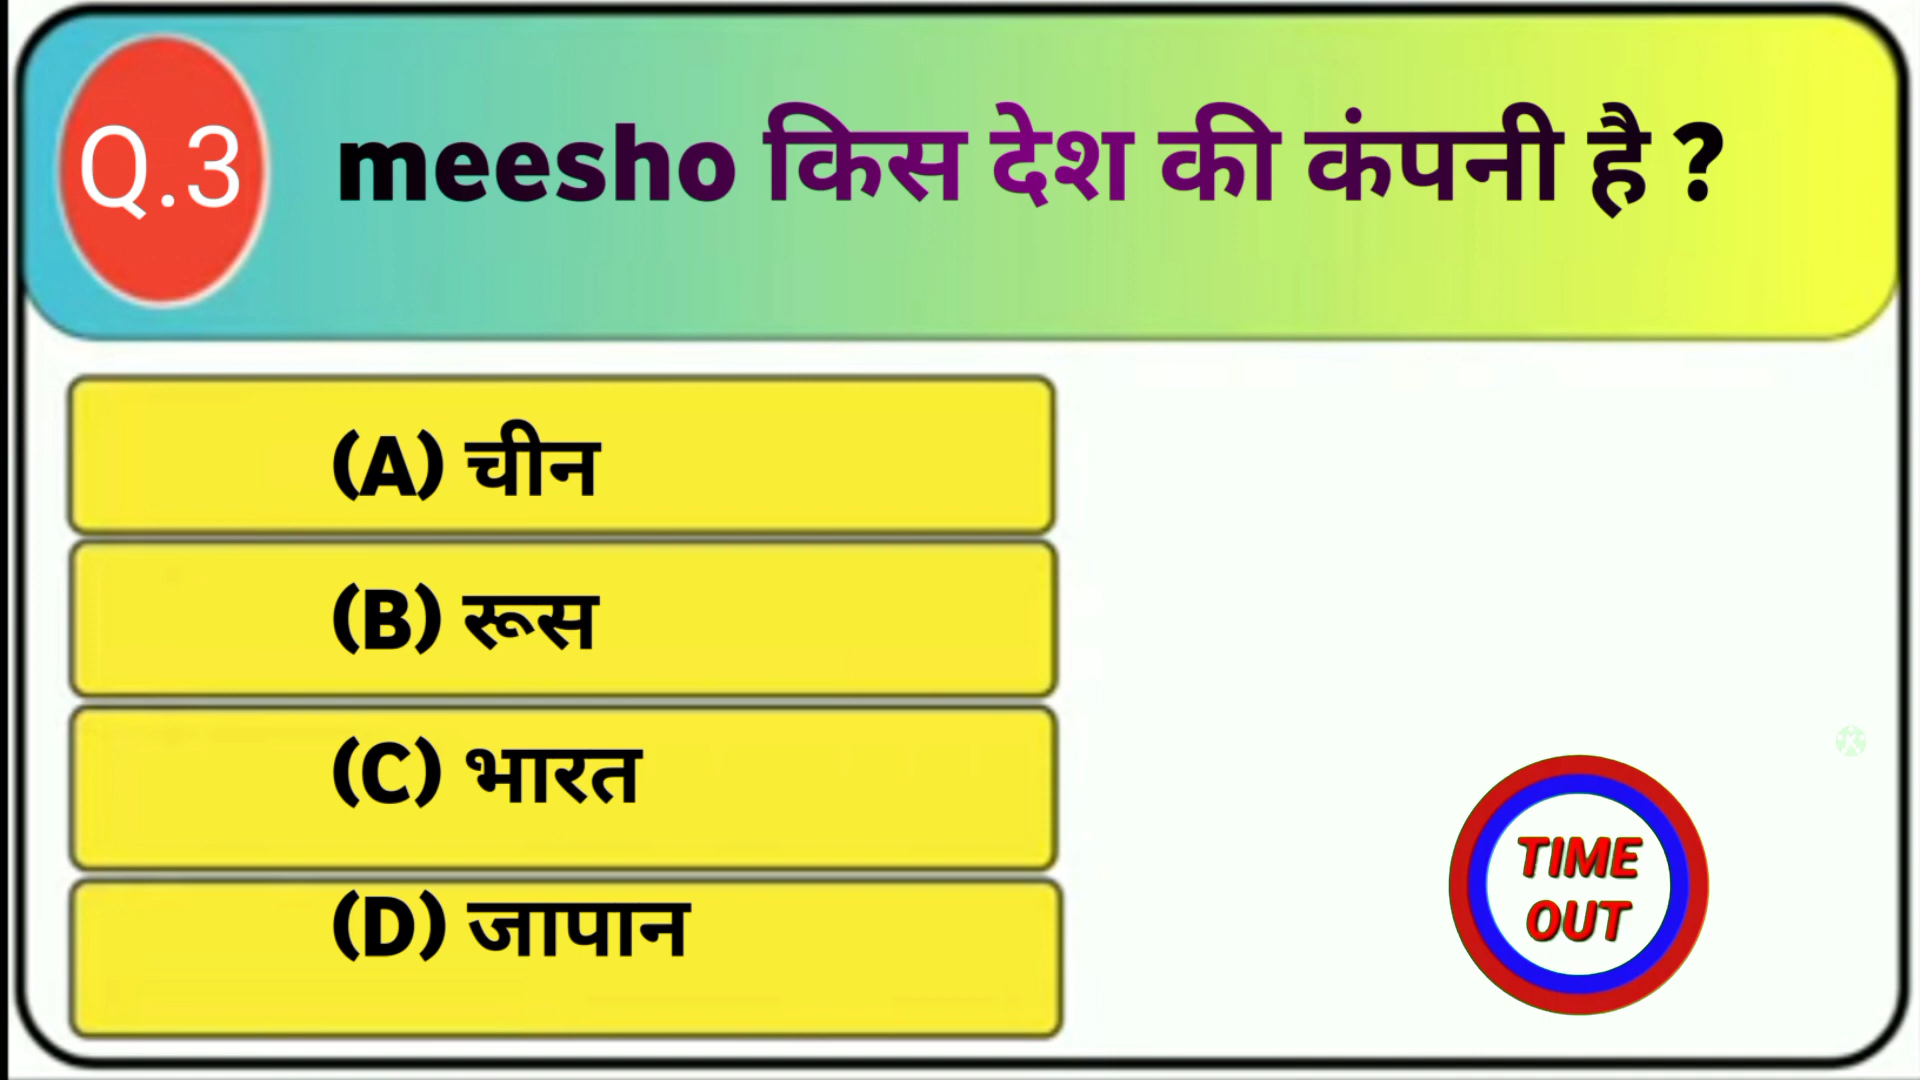 Q.3
meesho किस देश की कंपनी है ?
(A) चीन
(B) रूस
(C) भारत
(D) जापान
TIME
OUT